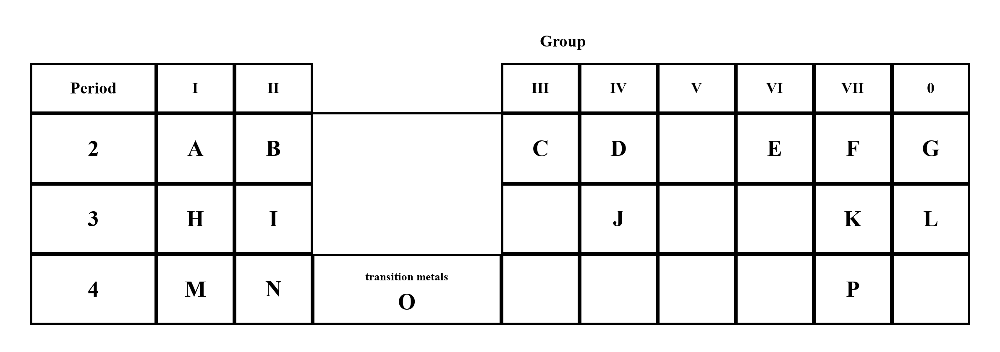 Group
Period I II III IV V VI VII 0
2 A B C D E F G
3 H I J K L
transition metals
4 M N O P